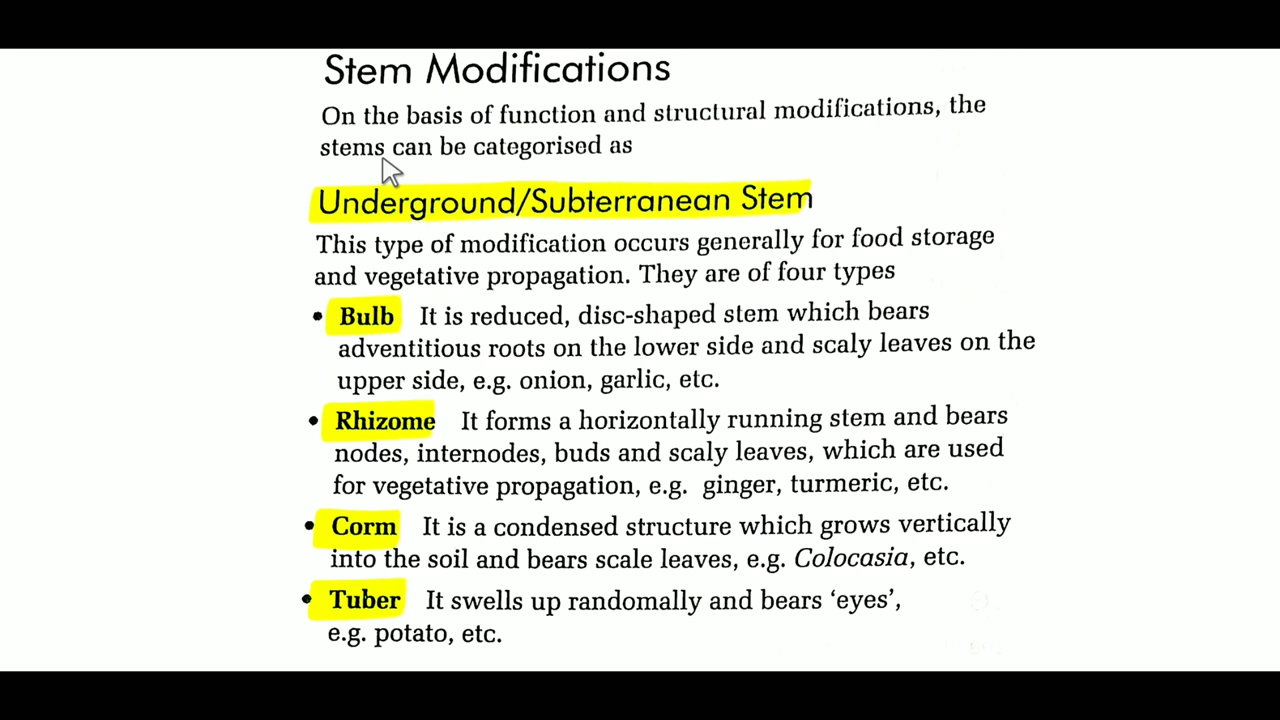 Stem Modifications
On the basis of function and structural modifications, the
stems can be categorised as
Underground/Subterranean Stem
This type of modification occurs generally for food storage
and vegetative propagation. They are of four types
• Bulb It is reduced, disc-shaped stem which bears
adventitious roots on the lower side and scaly leaves on the
upper side, e.g. onion, garlic, etc.
• Rhizome It forms a horizontally running stem and bears
nodes, internodes, buds and scaly leaves, which are used
for vegetative propagation, e.g. ginger, turmeric, etc.
• Corm It is a condensed structure which grows vertically
into the soil and bears scale leaves, e.g. Colocasia, etc.
• Tuber It swells up randomally and bears ‘eyes’,
e.g. potato, etc.